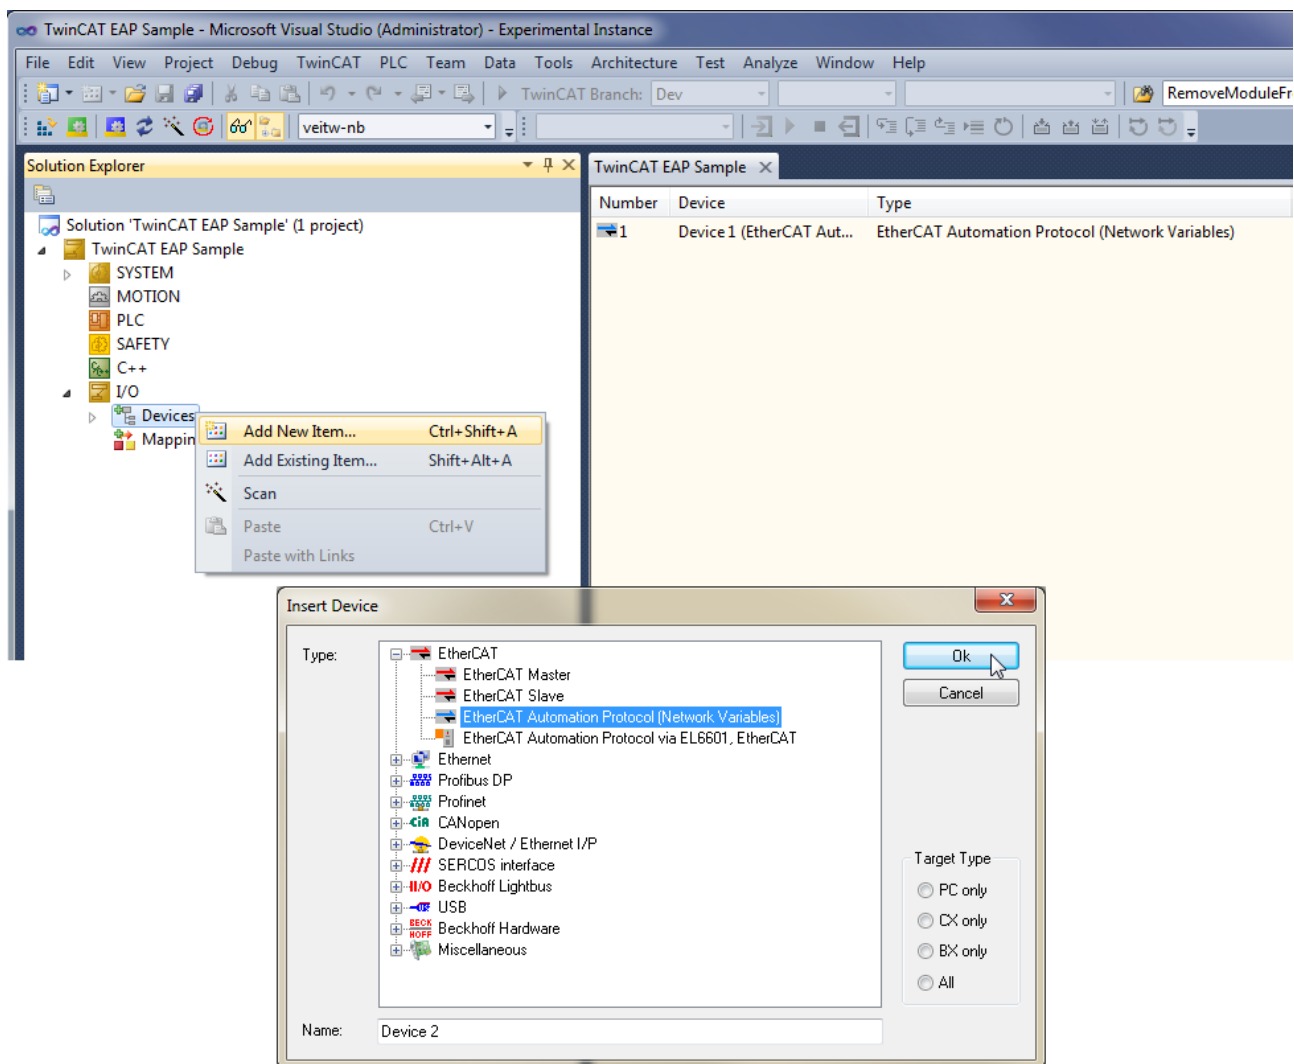 TwinCAT EAP Sample - Microsoft Visual Studio (Administrator) - Experimental Instance
File Edit View Project Debug TwinCAT PLC Team Data Tools Architecture Test Analyze Window Help
TwinCAT Branch: Dev RemoveModuleFr
veitw-nb
Solution Explorer
TwinCAT EAP Sample
Number Device Type
Solution 'TwinCAT EAP Sample' (1 project)
1 Device 1 (EtherCAT Aut... EtherCAT Automation Protocol (Network Variables)
TwinCAT EAP Sample
SYSTEM
MOTION
PLC
SAFETY
C++
I/O
Devices
Mappin
Add New Item... Ctrl+Shift+A
Add Existing Item... Shift+Alt+A
Scan
Paste Ctrl+V
Paste with Links
Insert Device
Type:
EtherCAT
EtherCAT Master
EtherCAT Slave
EtherCAT Automation Protocol (Network Variables)
EtherCAT Automation Protocol via EL6601, EtherCAT
Ethernet
Profibus DP
Profinet
CiA CANopen
DeviceNet / Ethernet I/P
SERCOS interface
II/O Beckhoff Lightbus
USB
BECK
HOFF
Beckhoff Hardware
Miscellaneous
Ok
Cancel
Target Type
PC only
CX only
BX only
All
Name: Device 2